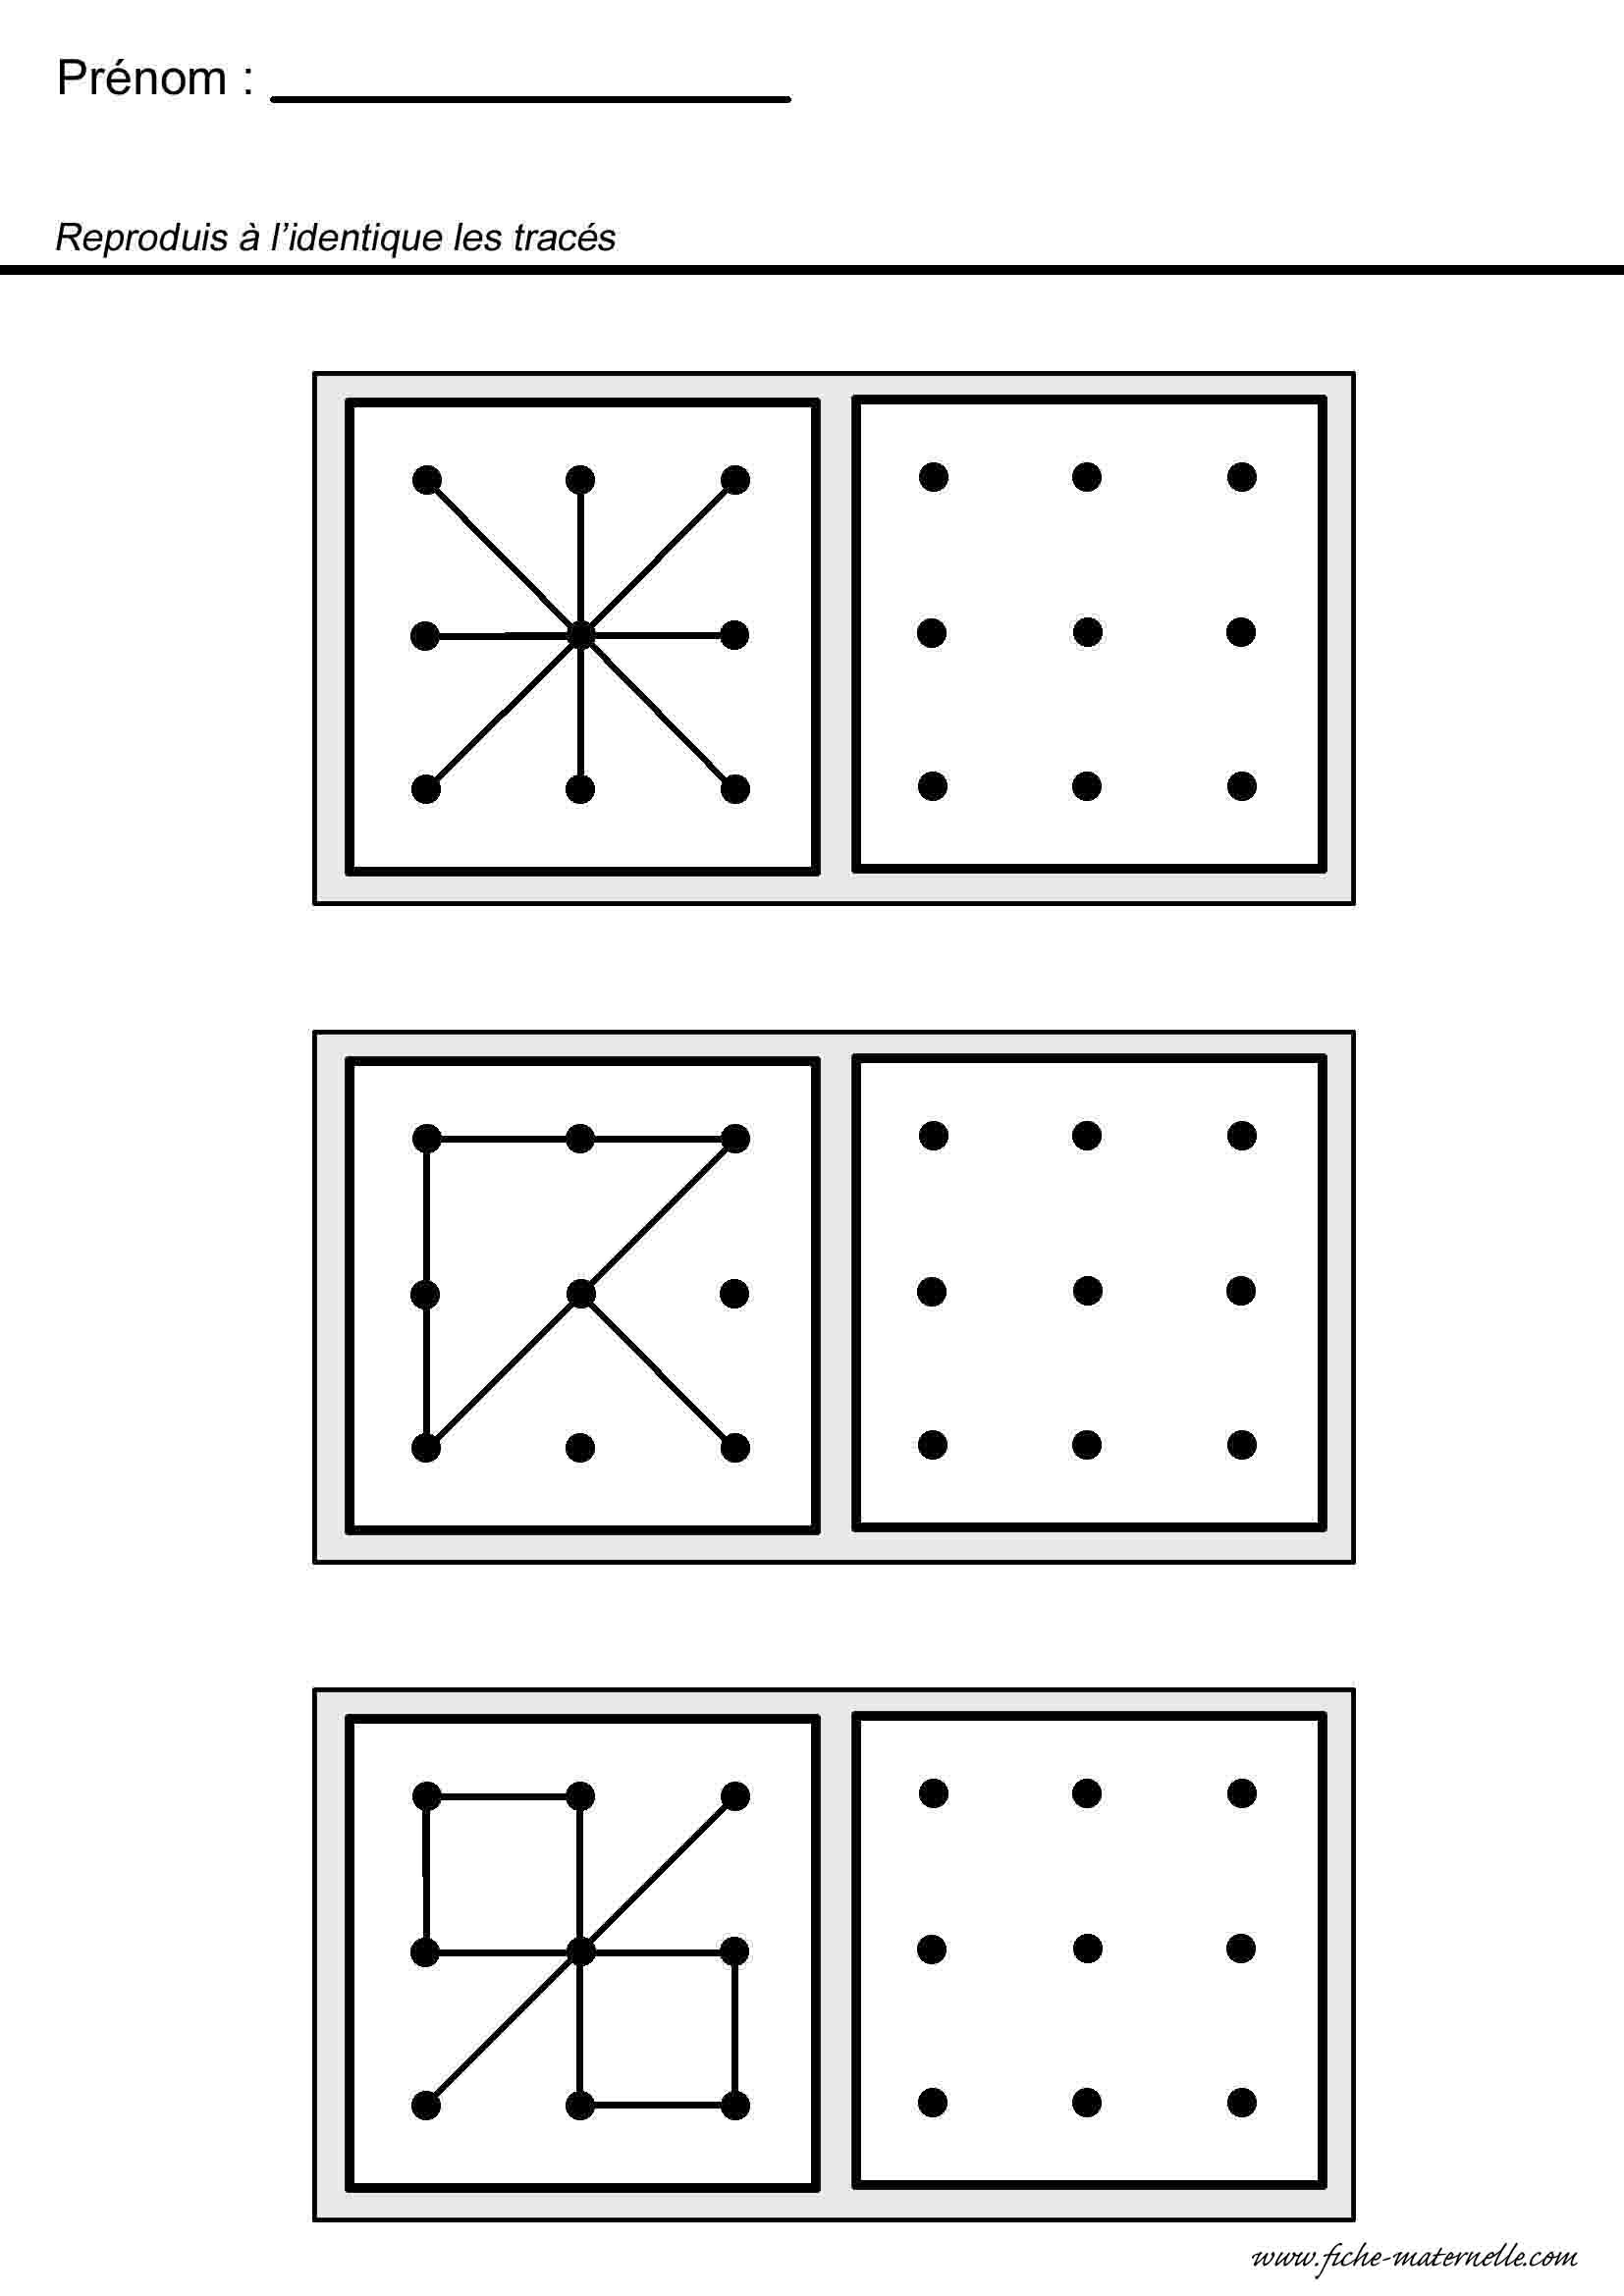 Prénom :
Reproduis à l’identique les tracés
www.fiche-maternelle.com